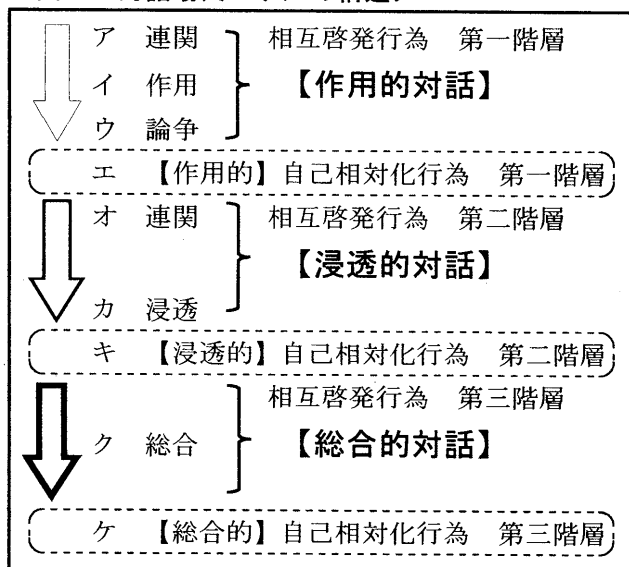 ア 連関 相互啓発行為 第一階層
イ 作用 【作用的対話】
ウ 論争
エ 【作用的】自己相対化行為 第一階層
オ 連関 相互啓発行為 第二階層
【浸透的対話】
カ 浸透
キ 【浸透的】自己相対化行為 第二階層
相互啓発行為 第三階層
ク 総合 【総合的対話】
ケ 【総合的】自己相対化行為 第三階層